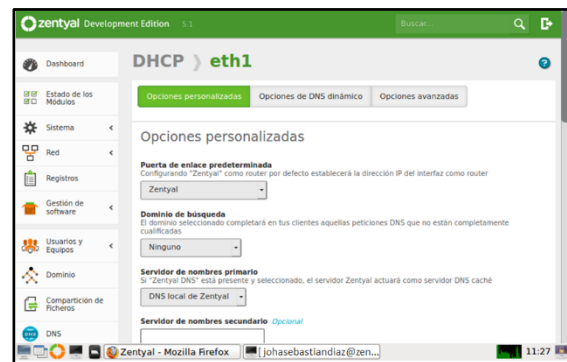 zentyal Development Edition 5.1
Buscar...
Dashboard
Estado de los
Módulos
Sistema
Red
Registros
Gestión de
software
Usuarios y
Equipos
Dominio
Compartición de
Ficheros
DNS
DHCP
eth1
Opciones personalizadas
Opciones de DNS dinámico
Opciones avanzadas
Opciones personalizadas
Puerta de enlace predeterminada
Configurando "Zentyal" como router por defecto establecerá la dirección IP del interfaz como router
Zentyal
Dominio de búsqueda
El dominio seleccionado completará en tus clientes aquellas peticiones DNS que no están completamente
cualificadas
Ninguno
Servidor de nombres primario
Si "Zentyal DNS" está presente y seleccionado, el servidor Zentyal actuará como servidor DNS caché
DNS local de Zentyal
Servidor de nombres secundario Opcional
Zentyal - Mozilla Firefox
[johasebastiandiaz@zen...
11:27